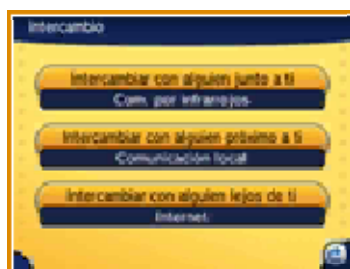 Intercambio
Intercambiar con alguien junto a ti
Com. por infrarrojos
Intercambiar con alguien próximo a ti
Comunicación local
Intercambiar con alguien lejos de ti
Internet